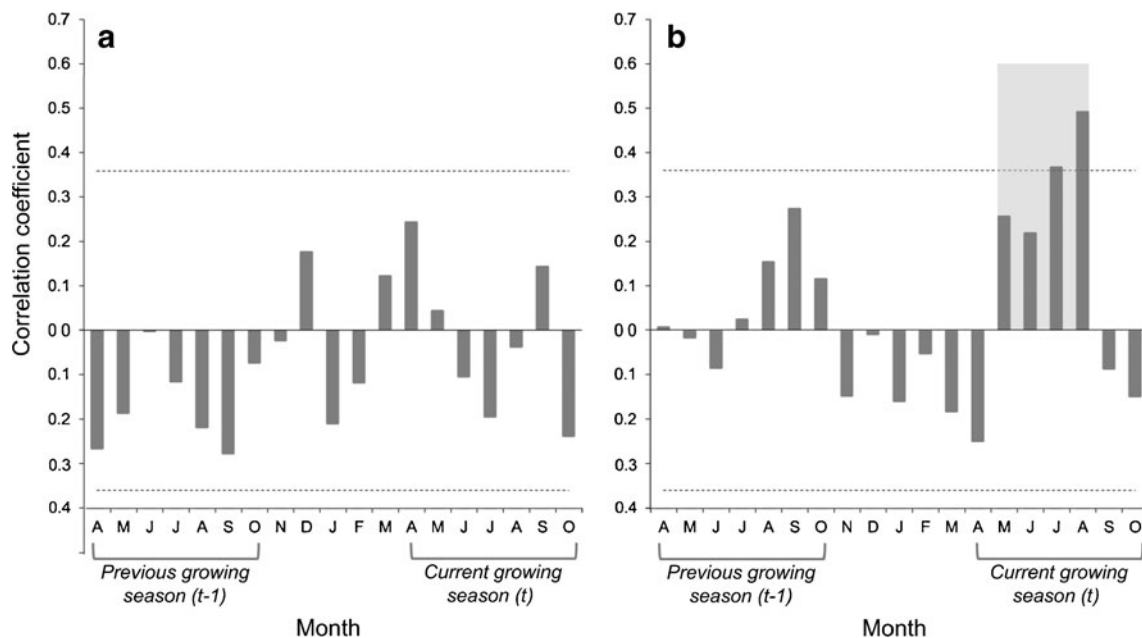 a
b
Correlation coefficient
0.7
0.6
0.5
0.4
0.3
0.2
0.1
0 0
0.1
0.2
0.3
0.4
A M J J A S O N D J F M A M J J A S O
Previous growing
season (t-1)
Current growing
season (t)
Month
0.7
0.6
0.5
0.4
0.3
0.2
0.1
0.0
0.1
0.2
0.3
0.4
A M J J A S O N D J F M A M J J A S O
Previous growing
season (t-1)
Current growing
season (t)
Month